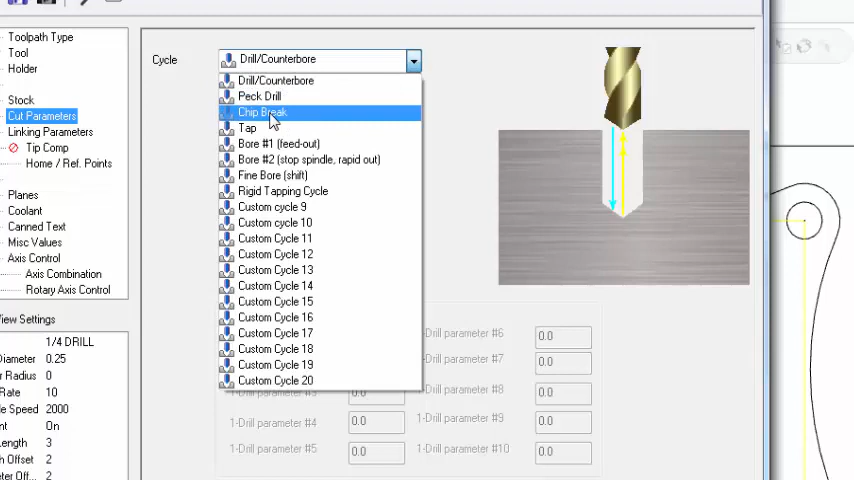 Toolpath Type
Tool
Holder
Stock
Cut Parameters
Linking Parameters
Tip Comp
Home / Ref. Points
Planes
Coolant
Canned Text
Misc Values
Axis Control
Axis Combination
Rotary Axis Control
View Settings
1/4 DRILL
Diameter 0.25
Radius 0
Rate 10
Speed 2000
On
Length 3
Offset 2
Off... 2
Cycle
Drill/Counterbore
Drill/Counterbore
Peck Drill
Chip Break
Tap
Bore #1 (feed-out)
Bore #2 (stop spindle, rapid out)
Fine Bore (shift)
Rigid Tapping Cycle
Custom cycle 9
Custom cycle 10
Custom Cycle 11
Custom Cycle 12
Custom Cycle 13
Custom Cycle 14
Custom Cycle 15
Custom Cycle 16
Custom Cycle 17
Custom Cycle 18
Custom Cycle 19
Custom Cycle 20
1-Drill parameter #4 0.0
1-Drill parameter #5 0.0
-Drill parameter #6 0.0
-Drill parameter #7 0.0
1-Drill parameter #8 0.0
1-Drill parameter #9 0.0
1-Drill parameter #10 0.0